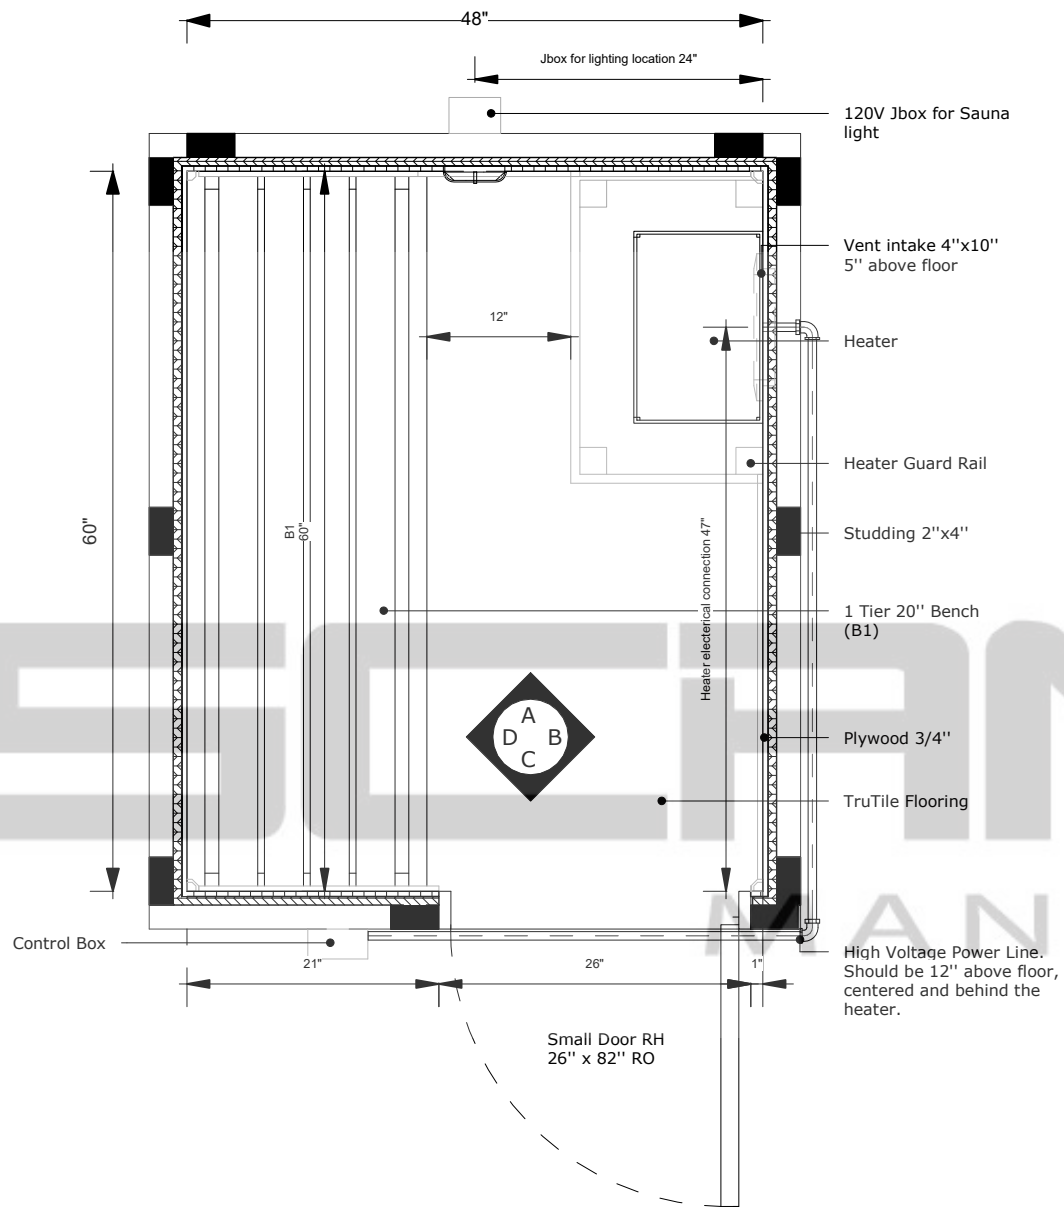 48"
Jbox for lighting location 24"
120V Jbox for Sauna
light
Vent intake 4''x10''
5'' above floor
12"
Heater
Heater Guard Rail
60"
B1
60"
Heater electerical connection 47"
Studding 2''x4''
1 Tier 20'' Bench
(B1)
A
D B
C
Plywood 3/4''
TruTile Flooring
SCAN
MAN
Control Box
High Voltage Power Line.
Should be 12'' above floor,
centered and behind the
heater.
21"
26"
1"
Small Door RH
26'' x 82'' RO